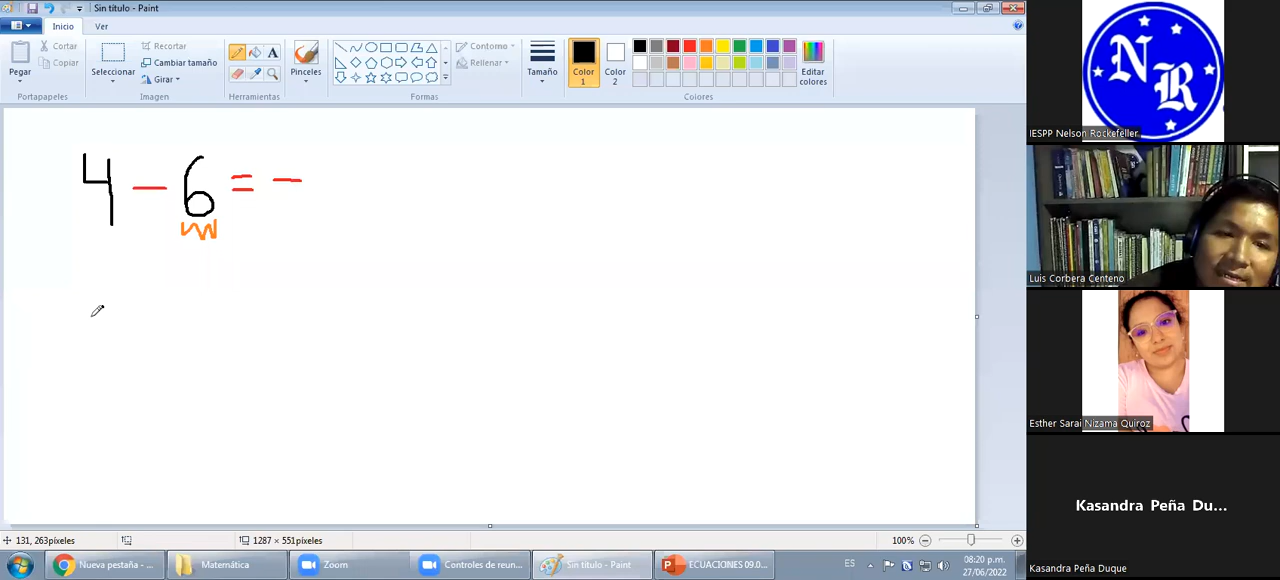 Sin título - Paint
Inicio
Ver
Pegar
Cortar
Copiar
Portapapeles
Seleccionar
Recortar
Cambiar tamaño
Girar
Imagen
A
Herramientas
Pinceles
Contorno
Rellenar
Formas
Tamaño
Color 1
Color 2
Editar colores
Colores
4 - 6 = -
131, 263píxeles
1287 × 551píxeles
100%
Nueva pestaña - ...
Matemática
Zoom
Controles de reun...
Sin título - Paint
ECUACIONES 09.0...
ES
08:20 p.m.
27/06/2022
NR
IESPP Nelson Rockefeller
Luis Corbera Centeno
Esther Sarai Nizama Quiroz
Kasandra Peña Du...
Kasandra Peña Duque